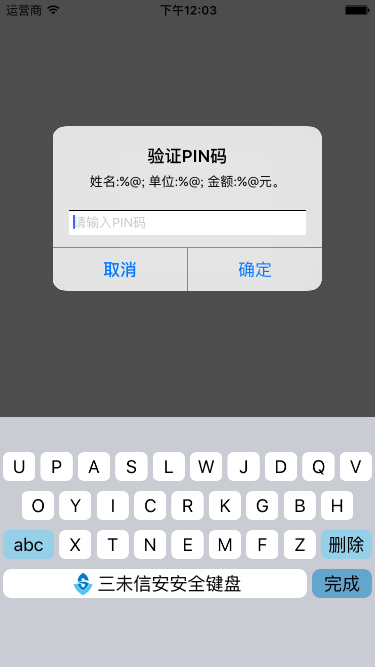 运营商 下午12:03
验证PIN码
姓名:%@; 单位:%@; 金额:%@元。
请输入PIN码
取消 确定
U P A S L W J D Q V
O Y I C R K G B H
abc X T N E M F Z 删除
三未信安安全键盘 完成